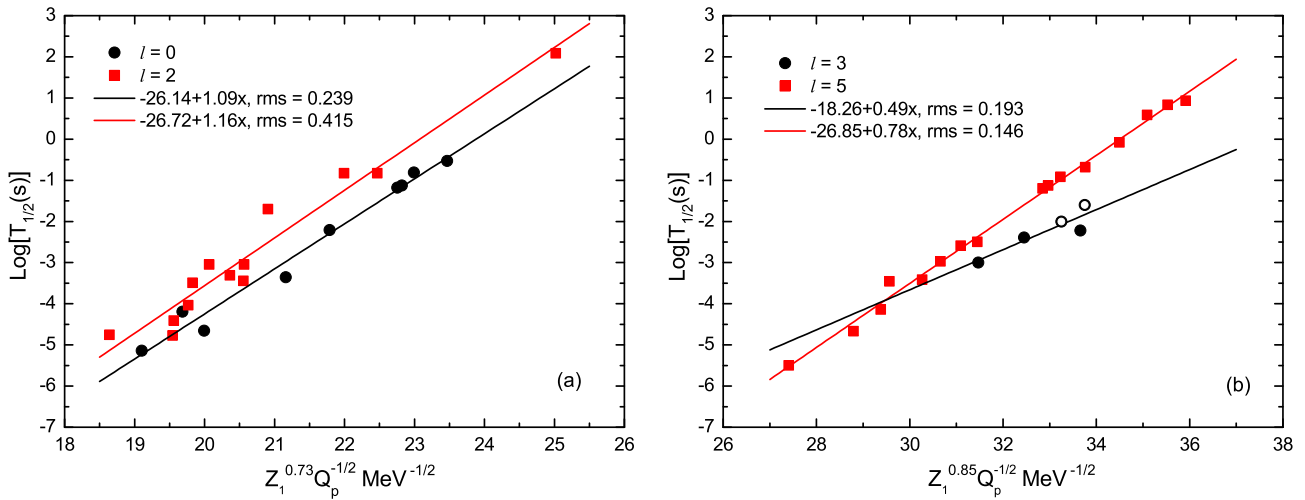 3
2
1
0
-1
-2
-3
-4
-5
-6
-7
Log[T1/2(s)]
l = 0
l = 2
-26.14+1.09x, rms = 0.239
-26.72+1.16x, rms = 0.415
(a)
18 19 20 21 22 23 24 25 26
Z1^0.73Qp^-1/2 MeV^-1/2
3
2
1
0
-1
-2
-3
-4
-5
-6
-7
Log[T1/2(s)]
l = 3
l = 5
-18.26+0.49x, rms = 0.193
-26.85+0.78x, rms = 0.146
(b)
26 28 30 32 34 36 38
Z1^0.85Qp^-1/2 MeV^-1/2